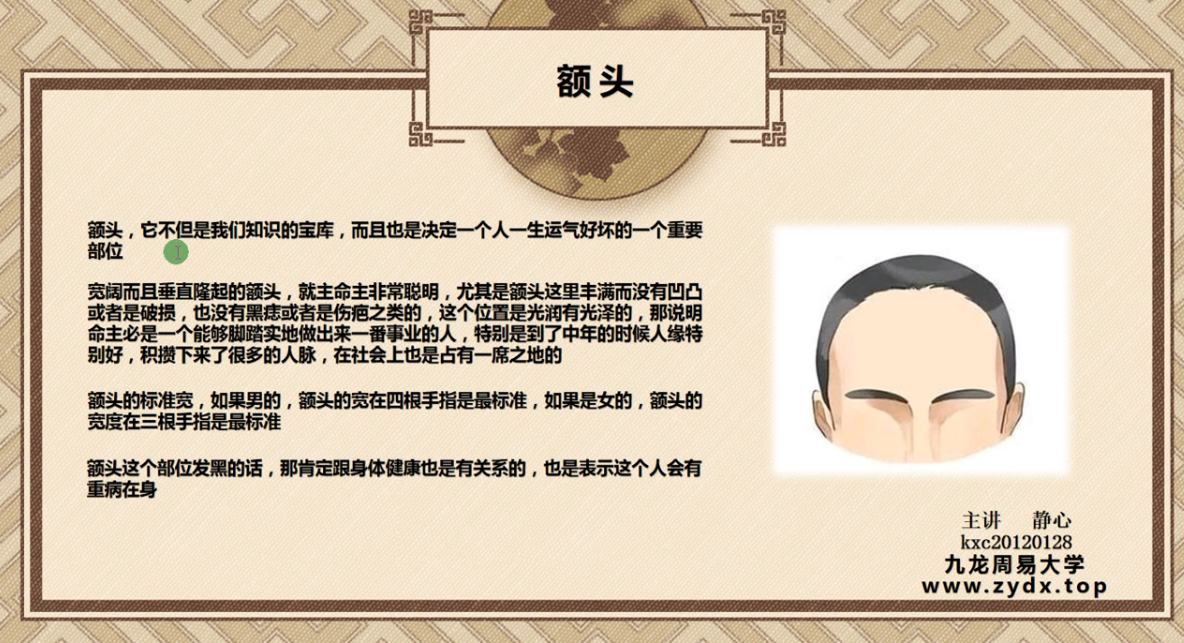 额头
额头，它不但是我们知识的宝库，而且也是决定一个人一生运气好坏的一个重要
部位
宽阔而且垂直隆起的额头，就主命主非常聪明，尤其是额头这里丰满而没有凹凸
或者是破损，也没有黑痣或者是伤疤之类的，这个位置是光润有光泽的，那说明
命主必是一个能够脚踏实地做出来一番事业的人，特别是到了中年的时候人缘特
别好，积攒下来了很多的人脉，在社会上也是占有一席之地的
额头的标准宽，如果男的，额头的宽在四根手指是最标准，如果是女的，额头的
宽度在三根手指是最标准
额头这个部位发黑的话，那肯定跟身体健康也是有关系的，也是表示这个人会有
重病在身
主讲 静心
kxc20120128
九龙周易大学
www.zydx.top